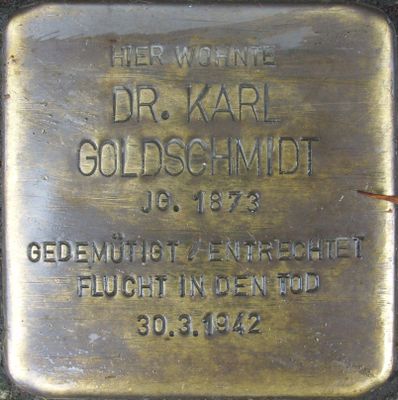 HIER WOHNTE
DR. KARL
GOLDSCHMIDT
JG. 1873
GEDEMÜTIGT / ENTRECHTET
FLUCHT IN DEN TOD
30.3.1942